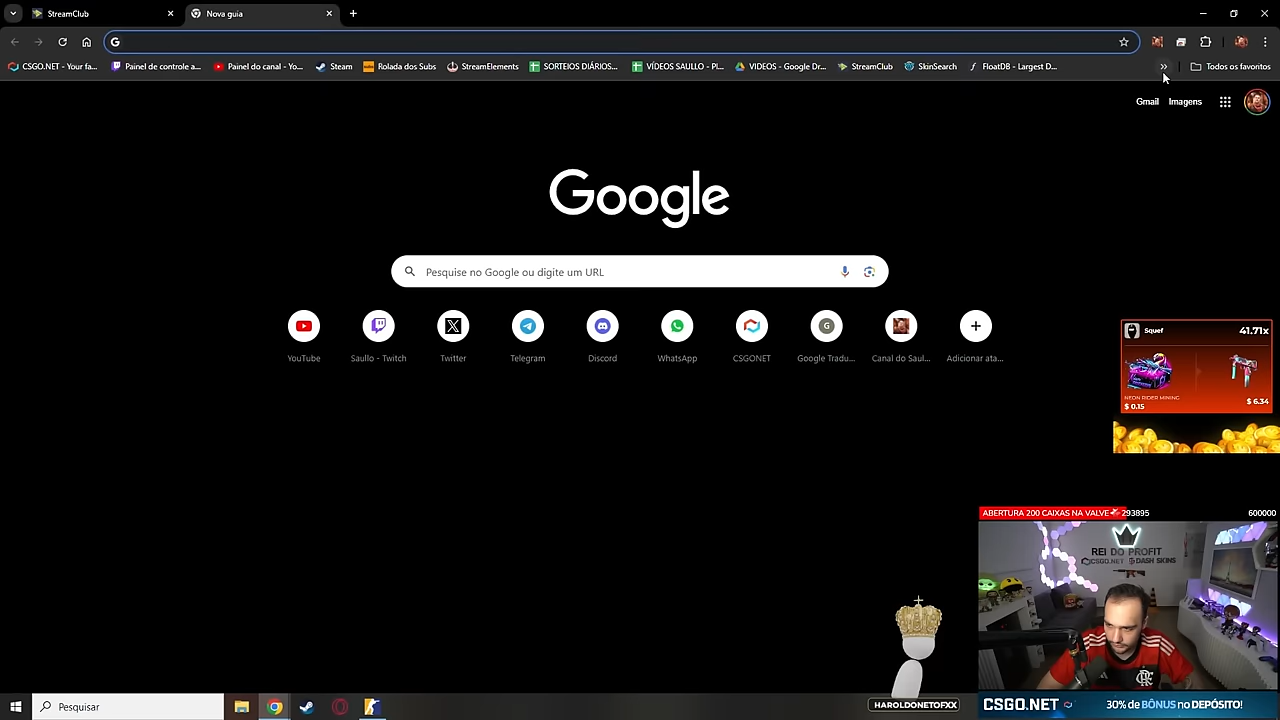 StreamClub
Nova guia
CSGO.NET - Your fa...
Painel de controle a...
Painel do canal - Yo...
Steam
Rolada dos Subs
StreamElements
SORTEIOS DIÁRIOS...
VÍDEOS SAULLO - Pl...
VIDEOS - Google Dr...
StreamClub
SkinSearch
FloatDB - Largest D...
Todos os favoritos
Gmail
Imagens
Google
Pesquise no Google ou digite um URL
YouTube
Saullo - Twitch
Twitter
Telegram
Discord
WhatsApp
CSGONET
Google Tradu...
Canal do Saul...
Adicionar ata...
Squef
41.71x
NEON RIDER MINING
$ 0.15
$ 6.34
ABERTURA 200 CAIXAS NA VALVE
293895
600000
REI DO PROFIT
CSGO.NET DASH SKINS
HAROLDONETOFXX
CSGO.NET
30% de BÔNUS no DEPÓSITO!
Pesquisar